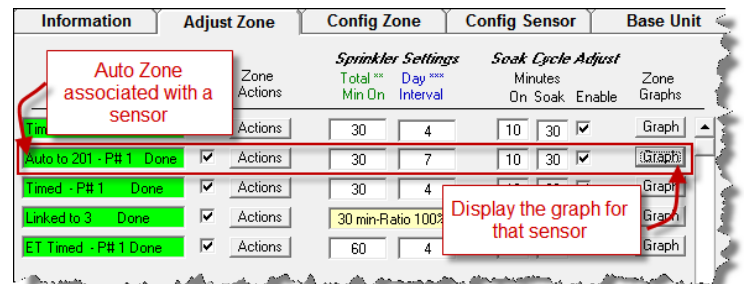 Information Adjust Zone Config Zone Config Sensor Base Unit
Sprinkler Settings Soak Cycle Adjust
Auto Zone associated with a sensor
Zone Actions
Total ** Min On
Day *** Interval
Minutes On Soak Enable
Zone Graphs
Tim Actions 30 4 10 30 Graph
Auto to 201 - P# 1 Done Actions 30 7 10 30 Graph
Timed - P# 1 Done Actions 30 4 Graph
Linked to 3 Done Actions 30 min-Ratio 100% Graph
ET Timed - P# 1 Done Actions 60 4 Graph
Display the graph for that sensor